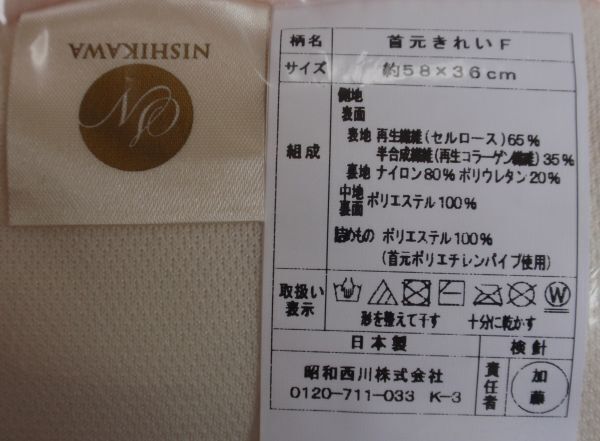 NISHIKAWA
柄名 首元きれいF
サイズ 約58×36cm
組成
側地
表面
表地 再生繊維(セルロース)65%
半合成繊維(再生コラーゲン繊維)35%
裏地 ナイロン80% ポリウレタン20%
中地
裏面 ポリエステル100%
詰めもの ポリエステル100%
(首元ポリエチレンパイプ使用)
取扱い
表示
形を整えて干す 十分に乾かす
日本製 検針
昭和西川株式会社
0120-711-033 K-3
責任者
加藤